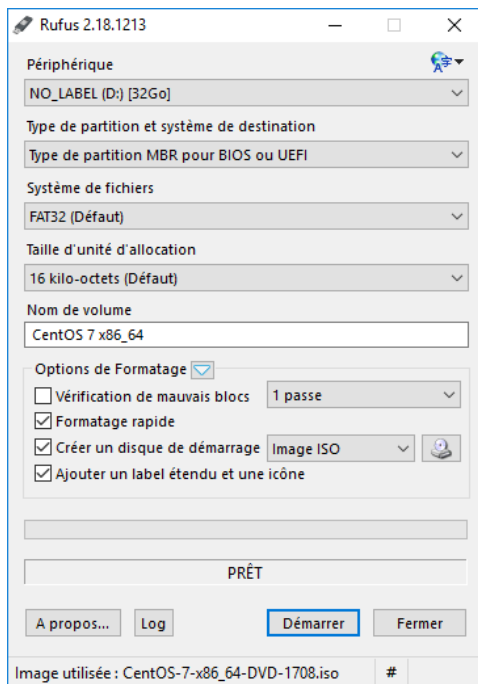 Rufus 2.18.1213
Périphérique
NO_LABEL (D:) [32Go]
Type de partition et système de destination
Type de partition MBR pour BIOS ou UEFI
Système de fichiers
FAT32 (Défaut)
Taille d'unité d'allocation
16 kilo-octets (Défaut)
Nom de volume
CentOS 7 x86_64
Options de Formatage
Vérification de mauvais blocs 1 passe
Formatage rapide
Créer un disque de démarrage Image ISO
Ajouter un label étendu et une icône
PRÊT
A propos... Log Démarrer Fermer
Image utilisée : CentOS-7-x86_64-DVD-1708.iso #